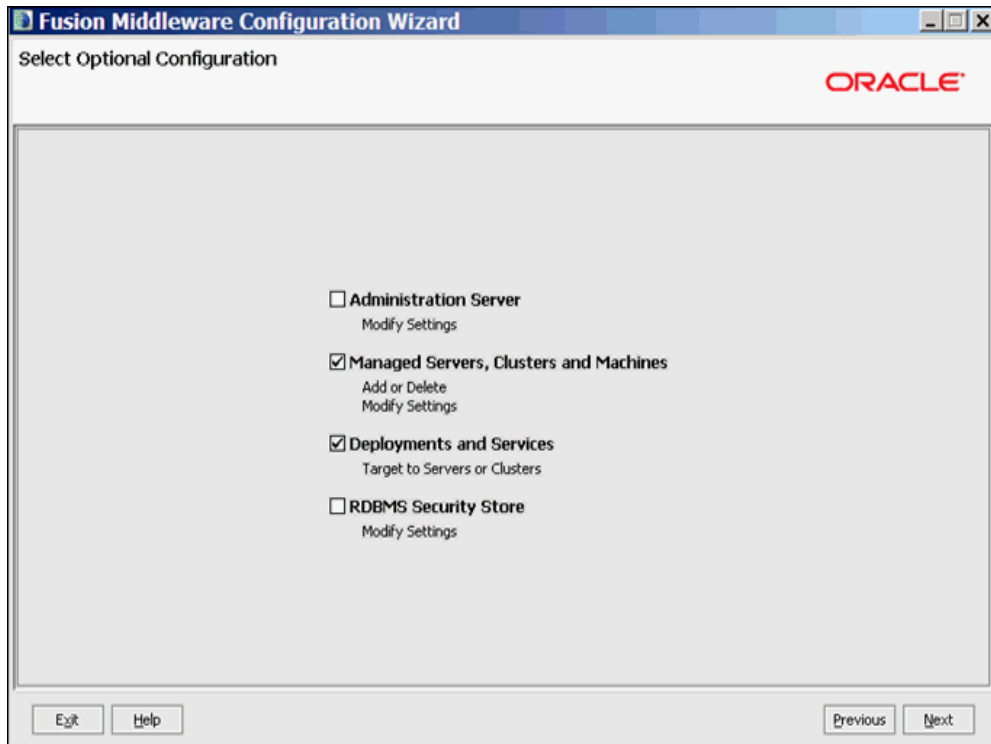 Fusion Middleware Configuration Wizard
Select Optional Configuration
ORACLE
Administration Server
Modify Settings
Managed Servers, Clusters and Machines
Add or Delete
Modify Settings
Deployments and Services
Target to Servers or Clusters
RDBMS Security Store
Modify Settings
Exit Help Previous Next